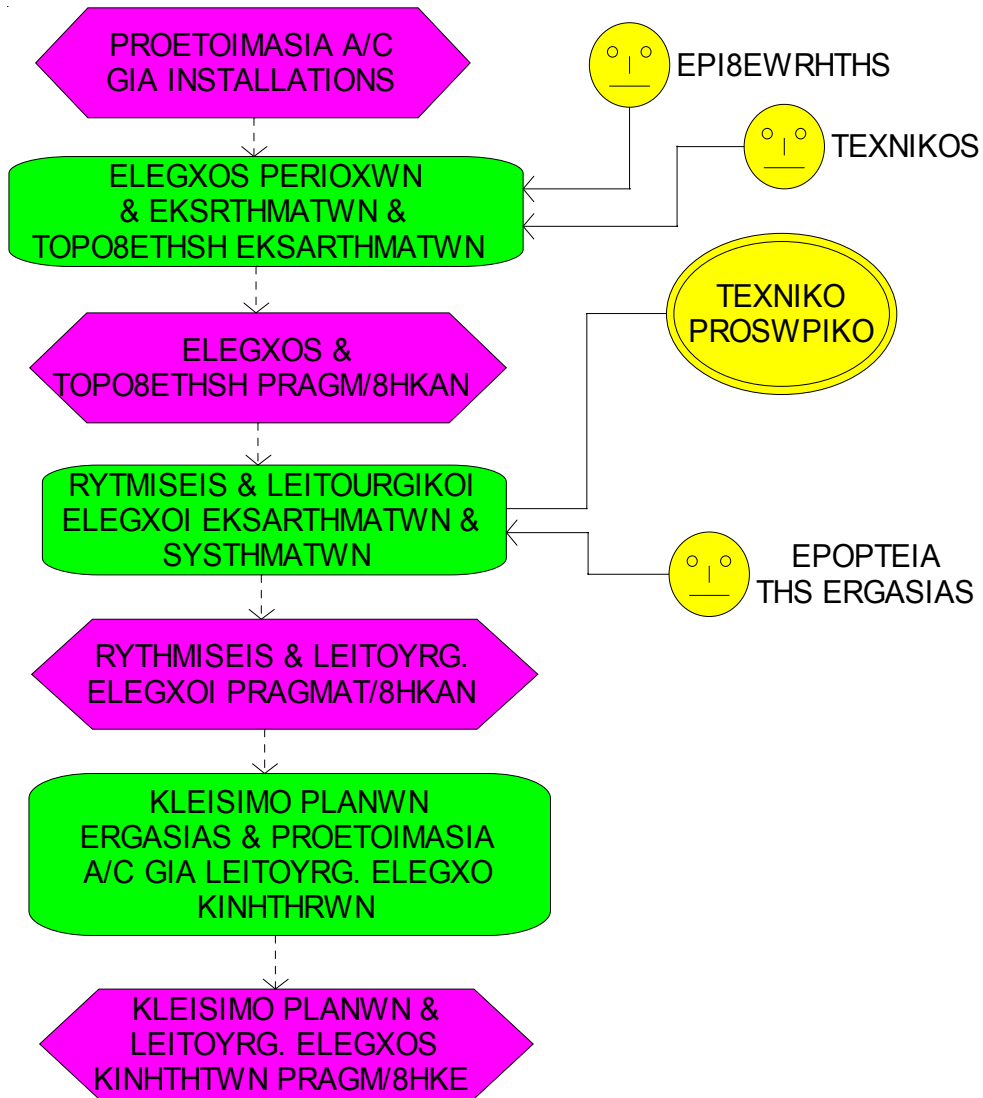 PROETOIMASIA A/C
GIA INSTALLATIONS
EPI8EWRHTHS
TEXNIKOS
ELEGXOS PERIOXWN
& EKSRTHMATWN &
TOPO8ETHSH EKSARTHMATWN
TEXNIKO
PROSWPIKO
ELEGXOS &
TOPO8ETHSH PRAGM/8HKAN
RYTMISEIS & LEITOURGIKOI
ELEGXOI EKSARTHMATWN &
SYSTHMATWN
EPOPTEIA
THS ERGASIAS
RYTHMISEIS & LEITOYRG.
ELEGXOI PRAGMAT/8HKAN
KLEISIMO PLANWN
ERGASIAS & PROETOIMASIA
A/C GIA LEITOYRG. ELEGXO
KINHTHRWN
KLEISIMO PLANWN &
LEITOYRG. ELEGXOS
KINHTHTWN PRAGM/8HKE